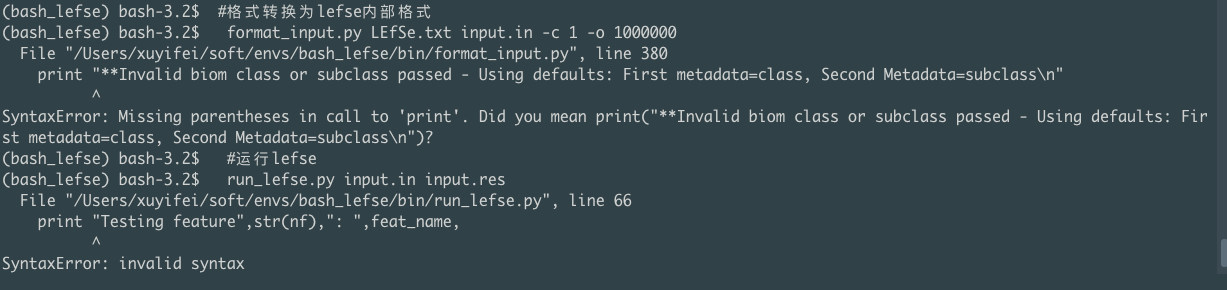 (bash_lefse) bash-3.2$  #格式转换为lefse内部格式
(bash_lefse) bash-3.2$   format_input.py LEfSe.txt input.in -c 1 -o 1000000
  File "/Users/xuyifei/soft/envs/bash_lefse/bin/format_input.py", line 380
    print "**Invalid biom class or subclass passed - Using defaults: First metadata=class, Second Metadata=subclass\n"
          ^
SyntaxError: Missing parentheses in call to 'print'. Did you mean print("**Invalid biom class or subclass passed - Using defaults: Fir
st metadata=class, Second Metadata=subclass\n")?
(bash_lefse) bash-3.2$   #运行lefse
(bash_lefse) bash-3.2$   run_lefse.py input.in input.res
  File "/Users/xuyifei/soft/envs/bash_lefse/bin/run_lefse.py", line 66
    print "Testing feature",str(nf),": ",feat_name,
          ^
SyntaxError: invalid syntax